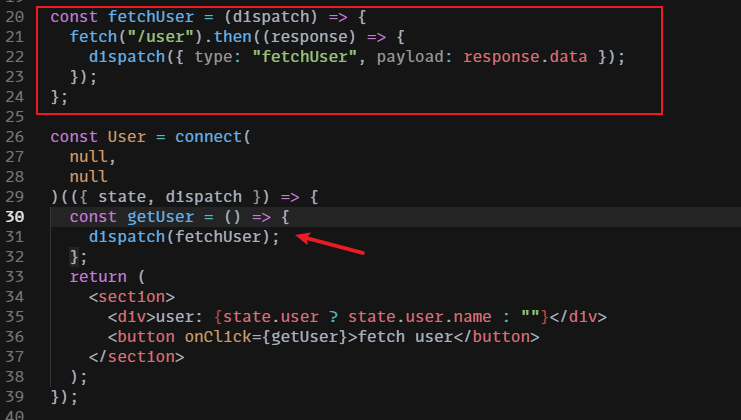 20 const fetchUser = (dispatch) => {
21   fetch("/user").then((response) => {
22     dispatch({ type: "fetchUser", payload: response.data });
23   });
24 };
25
26 const User = connect(
27   null,
28   null
29 )(({ state, dispatch }) => {
30   const getUser = () => {
31     dispatch(fetchUser);
32   };
33   return (
34     <section>
35       <div>user: {state.user ? state.user.name : ""}</div>
36       <button onClick={getUser}>fetch user</button>
37     </section>
38   );
39 });
40